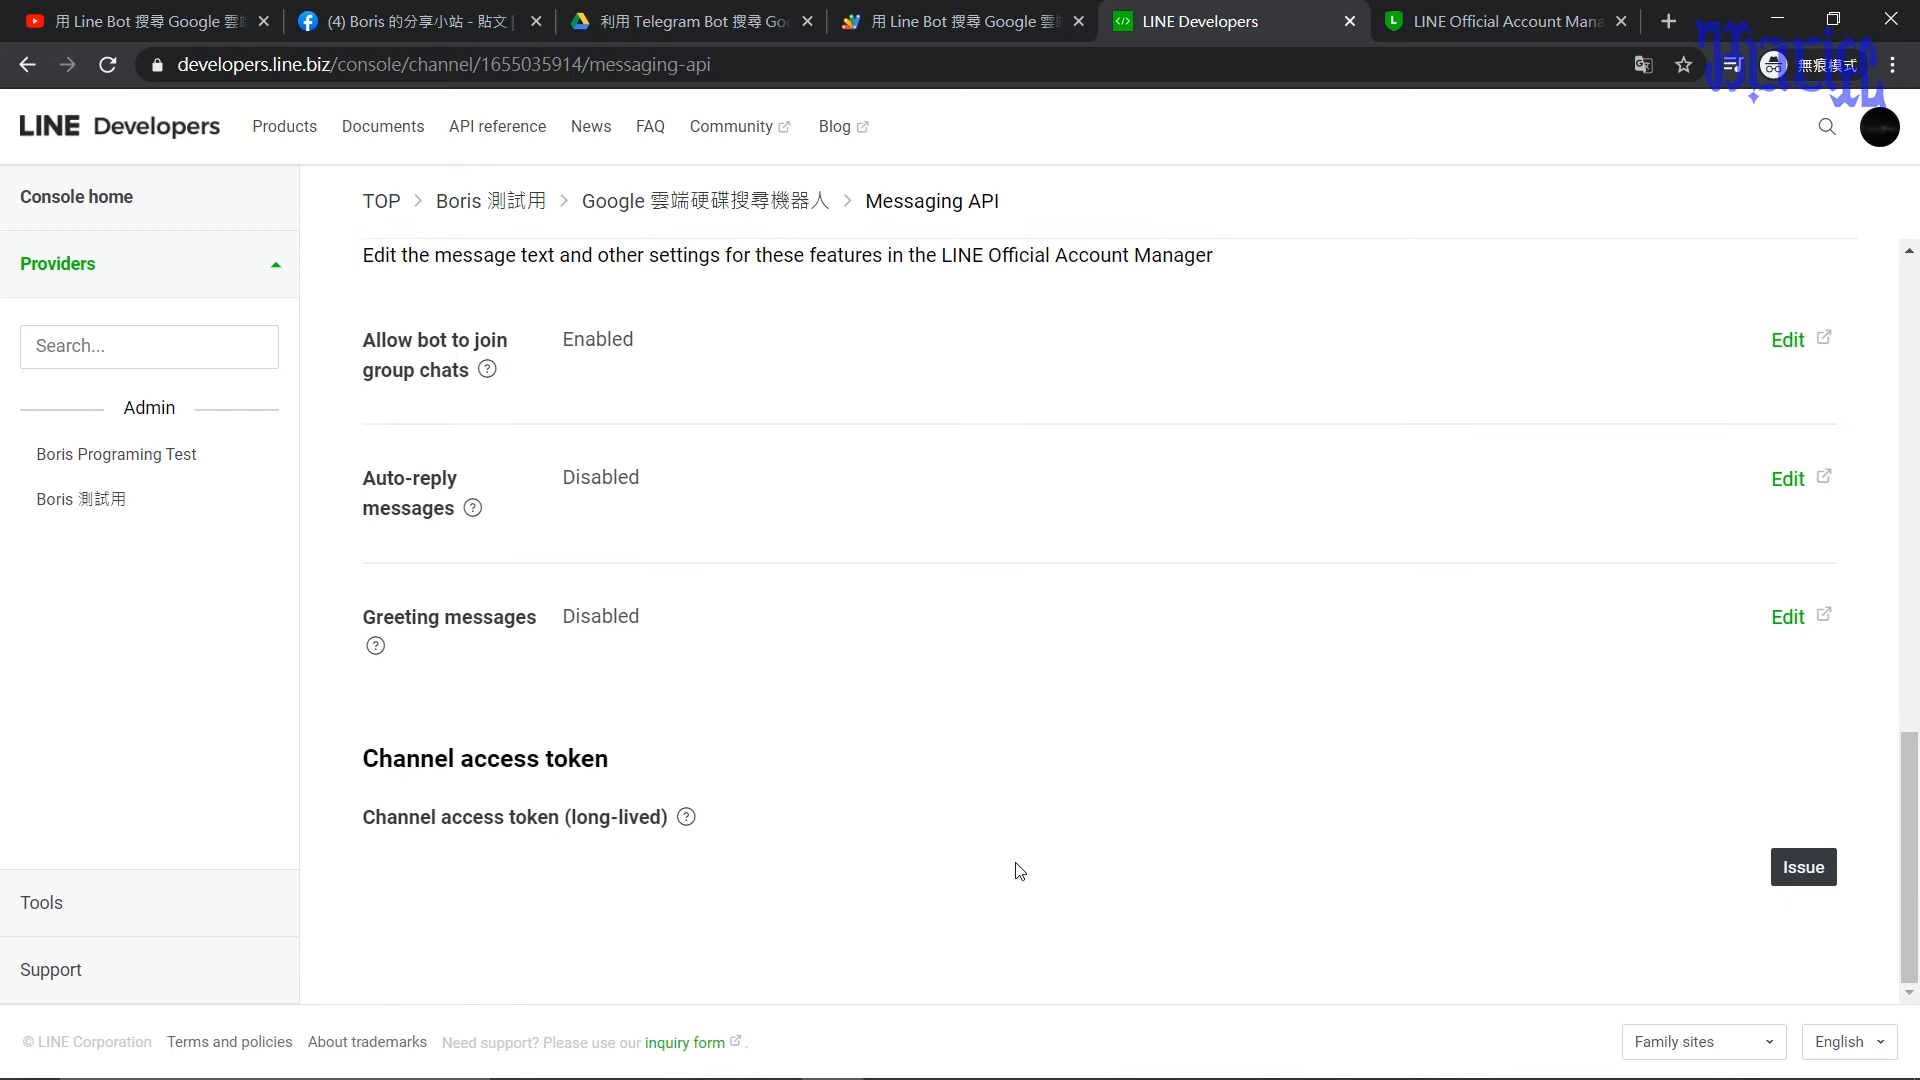 用 Line Bot 搜尋 Google 雲端
(4) Boris 的分享小站 - 貼文 |
利用 Telegram Bot 搜尋 Goo
用 Line Bot 搜尋 Google 雲端
LINE Developers
LINE Official Account Mana
developers.line.biz/console/channel/1655035914/messaging-api
無痕模式
LINE Developers
Products
Documents
API reference
News
FAQ
Community
Blog
Console home
Providers
Search...
Admin
Boris Programing Test
Boris 測試用
Tools
Support
TOP > Boris 測試用 > Google 雲端硬碟搜尋機器人 > Messaging API
Edit the message text and other settings for these features in the LINE Official Account Manager
Allow bot to join
group chats ?
Enabled
Edit
Auto-reply
messages ?
Disabled
Edit
Greeting messages
?
Disabled
Edit
Channel access token
Channel access token (long-lived) ?
Issue
© LINE Corporation
Terms and policies
About trademarks
Need support? Please use our inquiry form .
Family sites
English